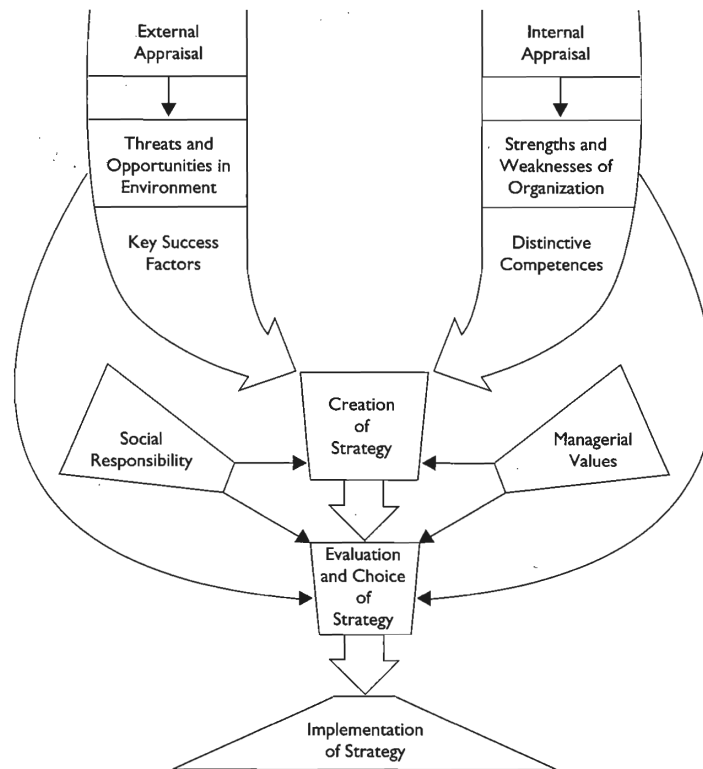 External
Appraisal
Internal
Appraisal
Threats and
Opportunities in
Environment
Strengths and
Weaknesses of
Organization
Key Success
Factors
Distinctive
Competences
Creation
of
Strategy
Social
Responsibility
Managerial
Values
Evaluation
and Choice
of
Strategy
Implementation
of Strategy